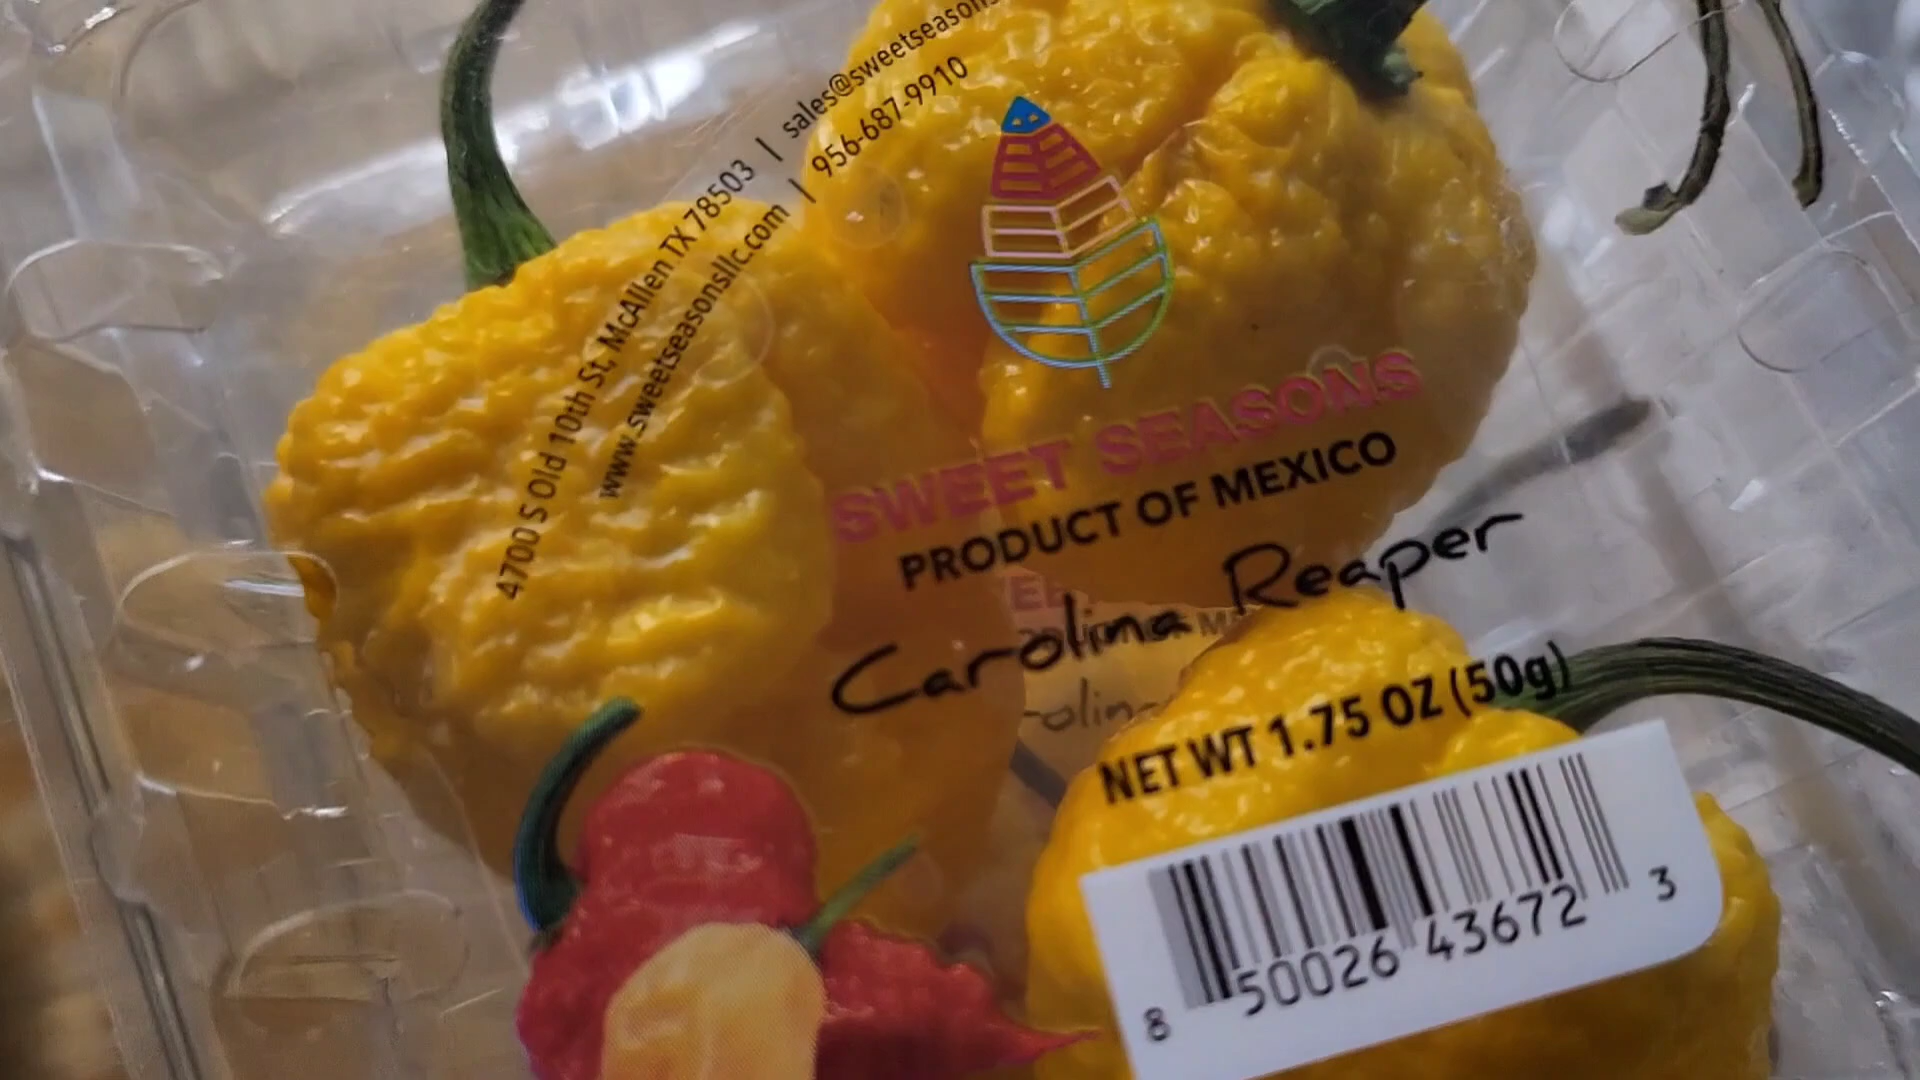 4700 S Old 10th St, McAllen TX 78503 | sales@sweetseasons
www.sweetseasonsllc.com | 956-687-9910
SWEET SEASONS
PRODUCT OF MEXICO
Carolina Reaper
NET WT 1.75 OZ (50g)
8 50026 43672 3